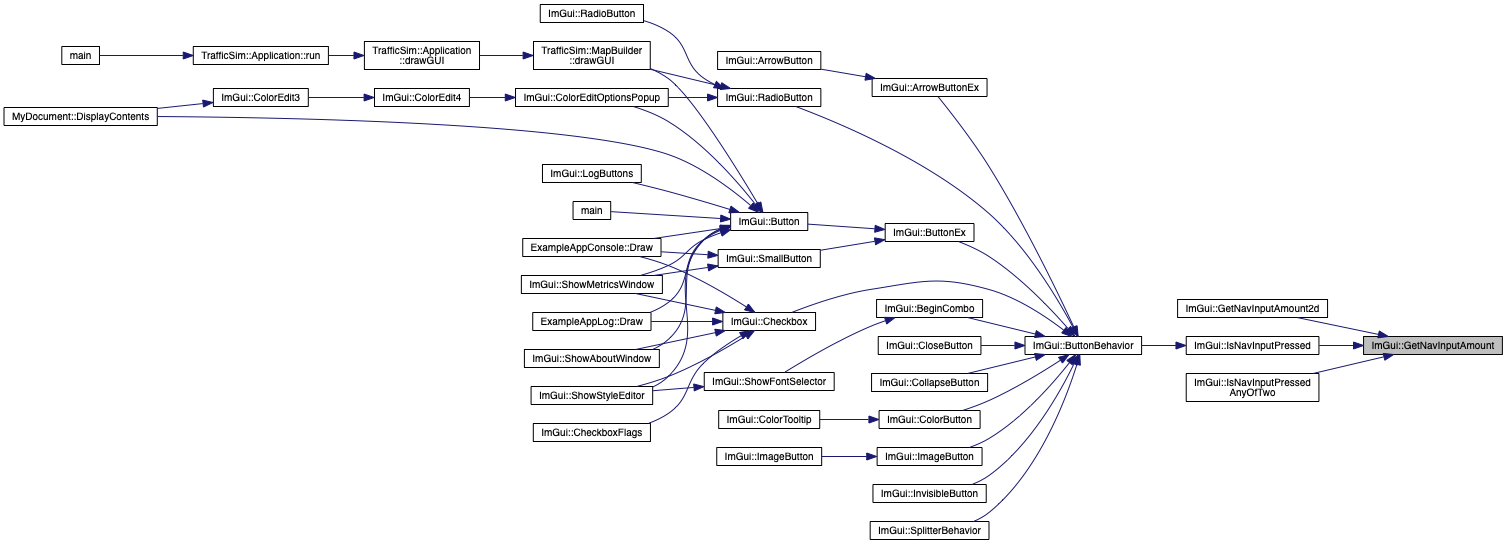 ImGui::RadioButton
main
TrafficSim::Application::run
TrafficSim::Application
::drawGUI
TrafficSim::MapBuilder
::drawGUI
ImGui::ArrowButton
ImGui::ArrowButtonEx
ImGui::ColorEdit3
ImGui::ColorEdit4
ImGui::ColorEditOptionsPopup
ImGui::RadioButton
MyDocument::DisplayContents
ImGui::LogButtons
main
ImGui::Button
ImGui::ButtonEx
ExampleAppConsole::Draw
ImGui::SmallButton
ImGui::ShowMetricsWindow
ImGui::BeginCombo
ImGui::GetNavInputAmount2d
ExampleAppLog::Draw
ImGui::Checkbox
ImGui::CloseButton
ImGui::ButtonBehavior
ImGui::IsNavInputPressed
ImGui::GetNavInputAmount
ImGui::ShowAboutWindow
ImGui::ShowFontSelector
ImGui::CollapseButton
ImGui::IsNavInputPressed
AnyOfTwo
ImGui::ShowStyleEditor
ImGui::ColorTooltip
ImGui::ColorButton
ImGui::CheckboxFlags
ImGui::ImageButton
ImGui::ImageButton
ImGui::InvisibleButton
ImGui::SplitterBehavior